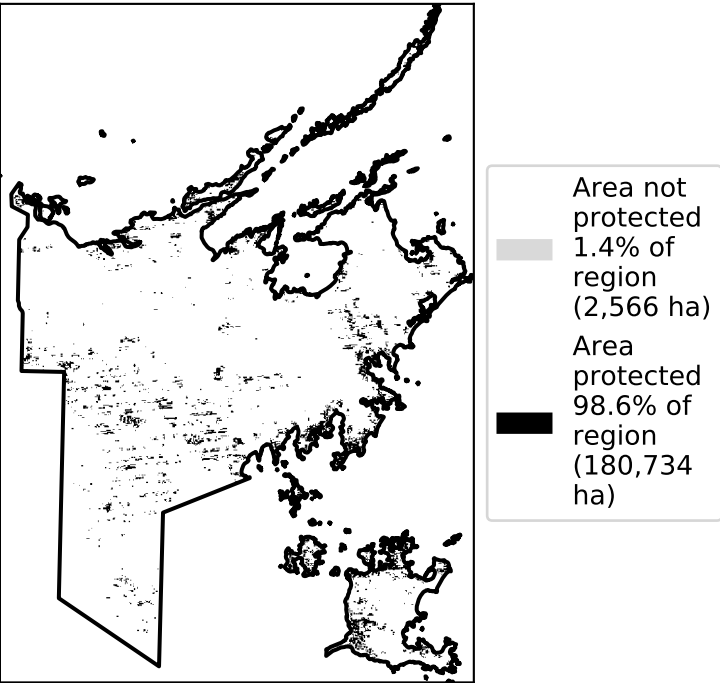 Area not
protected
1.4% of
region
(2,566 ha)
Area
protected
98.6% of
region
(180,734
ha)